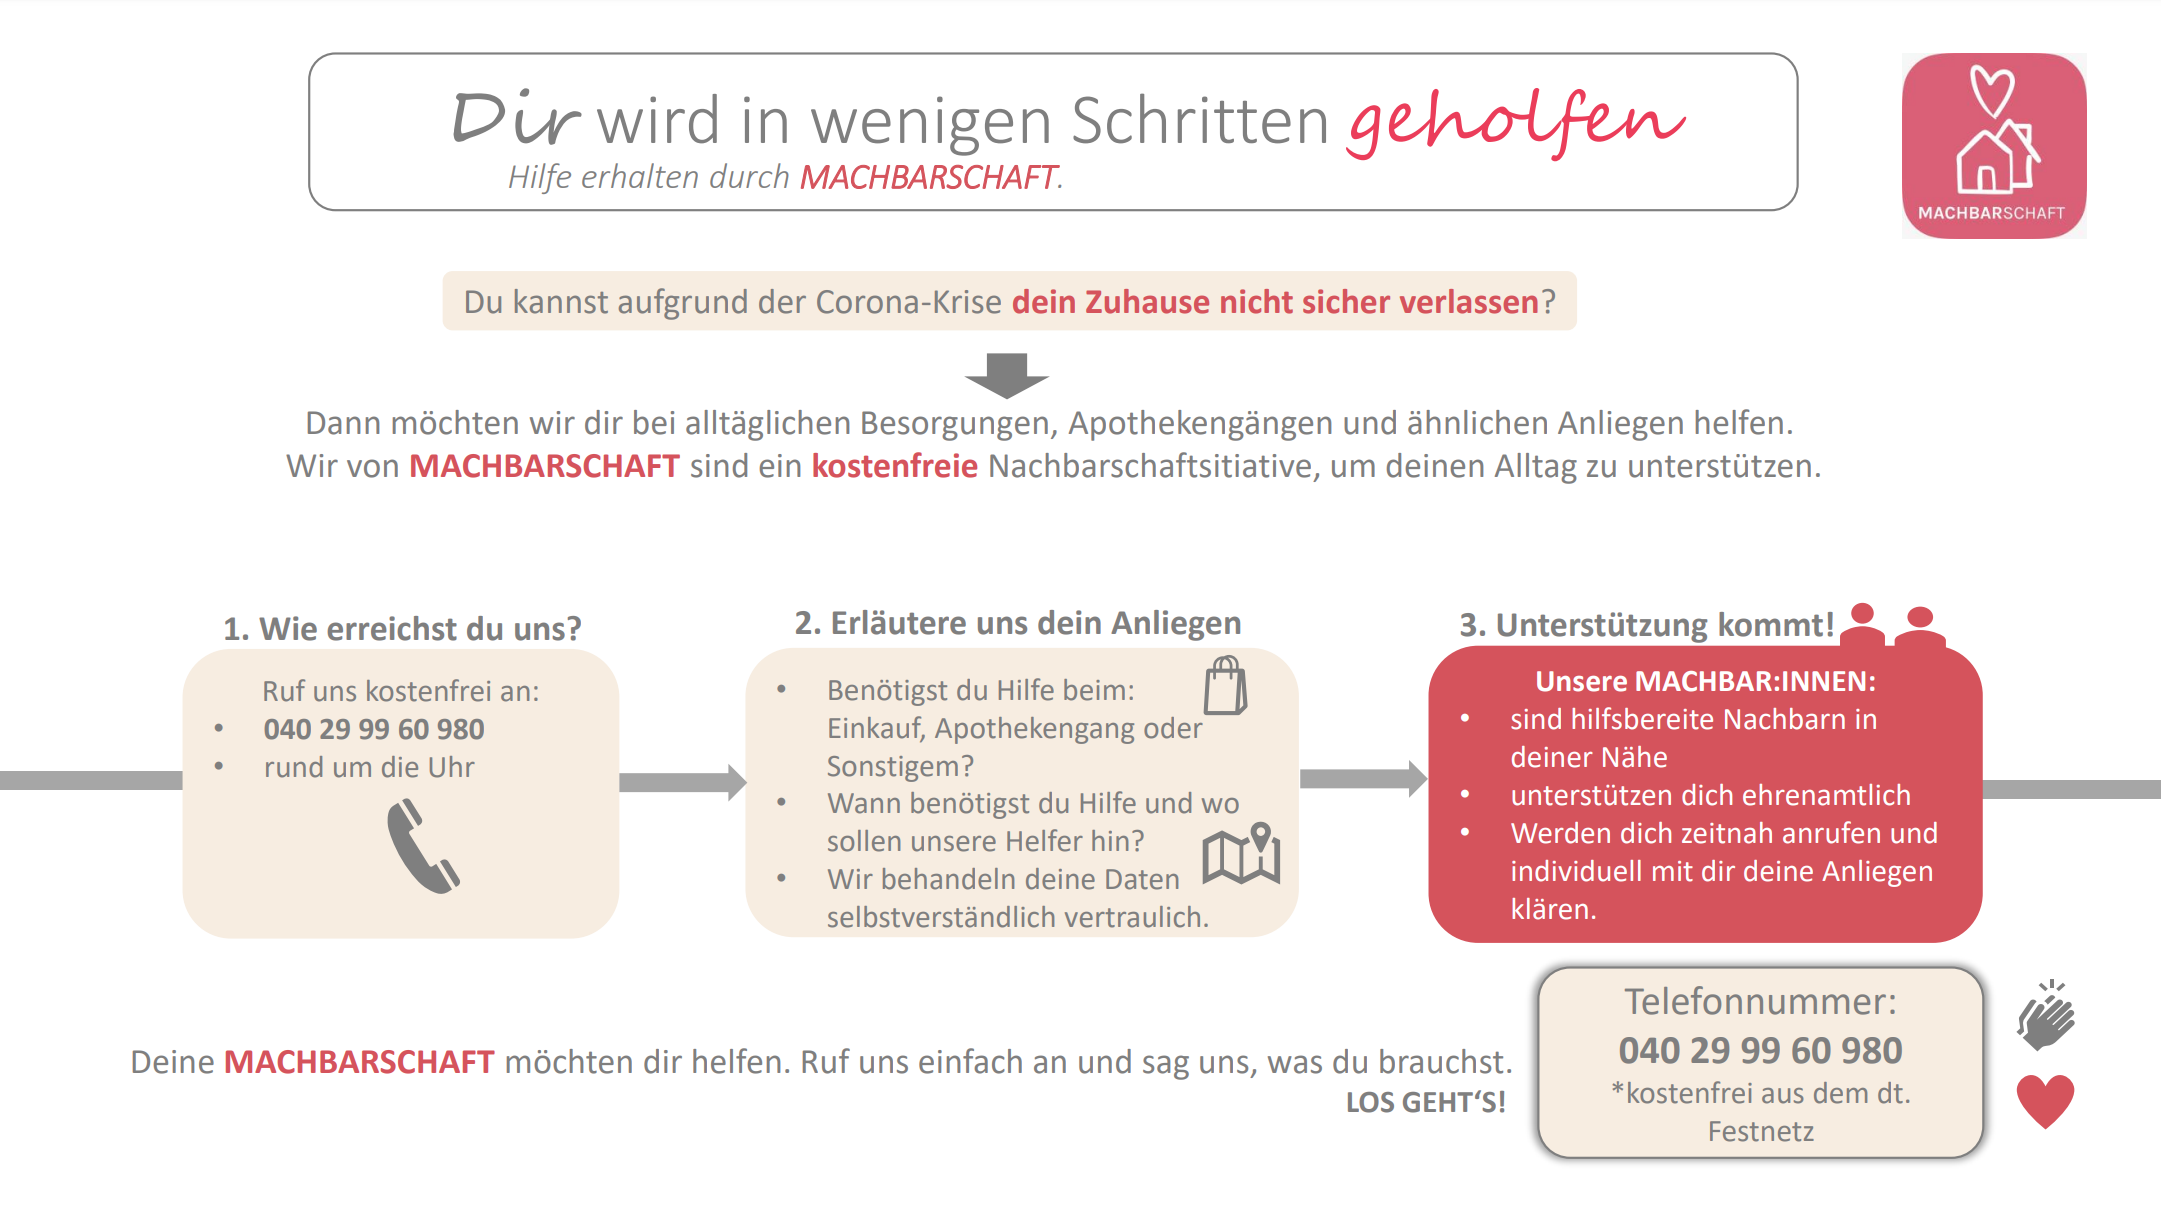 Dir wird in wenigen Schritten geholfen
Hilfe erhalten durch MACHBARSCHAFT.
MACHBARSCHAFT
Du kannst aufgrund der Corona-Krise dein Zuhause nicht sicher verlassen?
Dann möchten wir dir bei alltäglichen Besorgungen, Apothekengängen und ähnlichen Anliegen helfen.
Wir von MACHBARSCHAFT sind ein kostenfreie Nachbarschaftsitiative, um deinen Alltag zu unterstützen.
1. Wie erreichst du uns?
Ruf uns kostenfrei an:
• 040 29 99 60 980
• rund um die Uhr
2. Erläutere uns dein Anliegen
• Benötigst du Hilfe beim:
Einkauf, Apothekengang oder
Sonstigem?
• Wann benötigst du Hilfe und wo
sollen unsere Helfer hin?
• Wir behandeln deine Daten
selbstverständlich vertraulich.
3. Unterstützung kommt!
Unsere MACHBAR:INNEN:
• sind hilfsbereite Nachbarn in
deiner Nähe
• unterstützen dich ehrenamtlich
• Werden dich zeitnah anrufen und
individuell mit dir deine Anliegen
klären.
Deine MACHBARSCHAFT möchten dir helfen. Ruf uns einfach an und sag uns, was du brauchst.
LOS GEHT‘S!
Telefonnummer:
040 29 99 60 980
*kostenfrei aus dem dt.
Festnetz